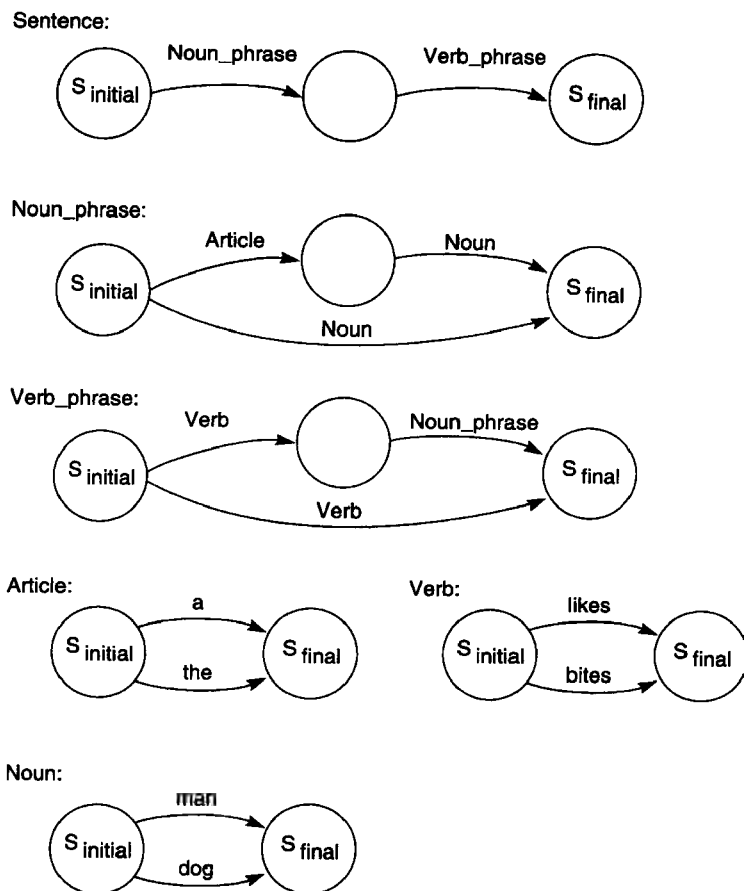 Sentence:
Noun_phrase Verb_phrase
S initial S final
Noun_phrase:
Article Noun
S initial S final
Noun
Verb_phrase:
Verb Noun_phrase
S initial S final
Verb
Article: Verb:
a likes
S initial S final S initial S final
the bites
Noun:
man
S initial S final
dog